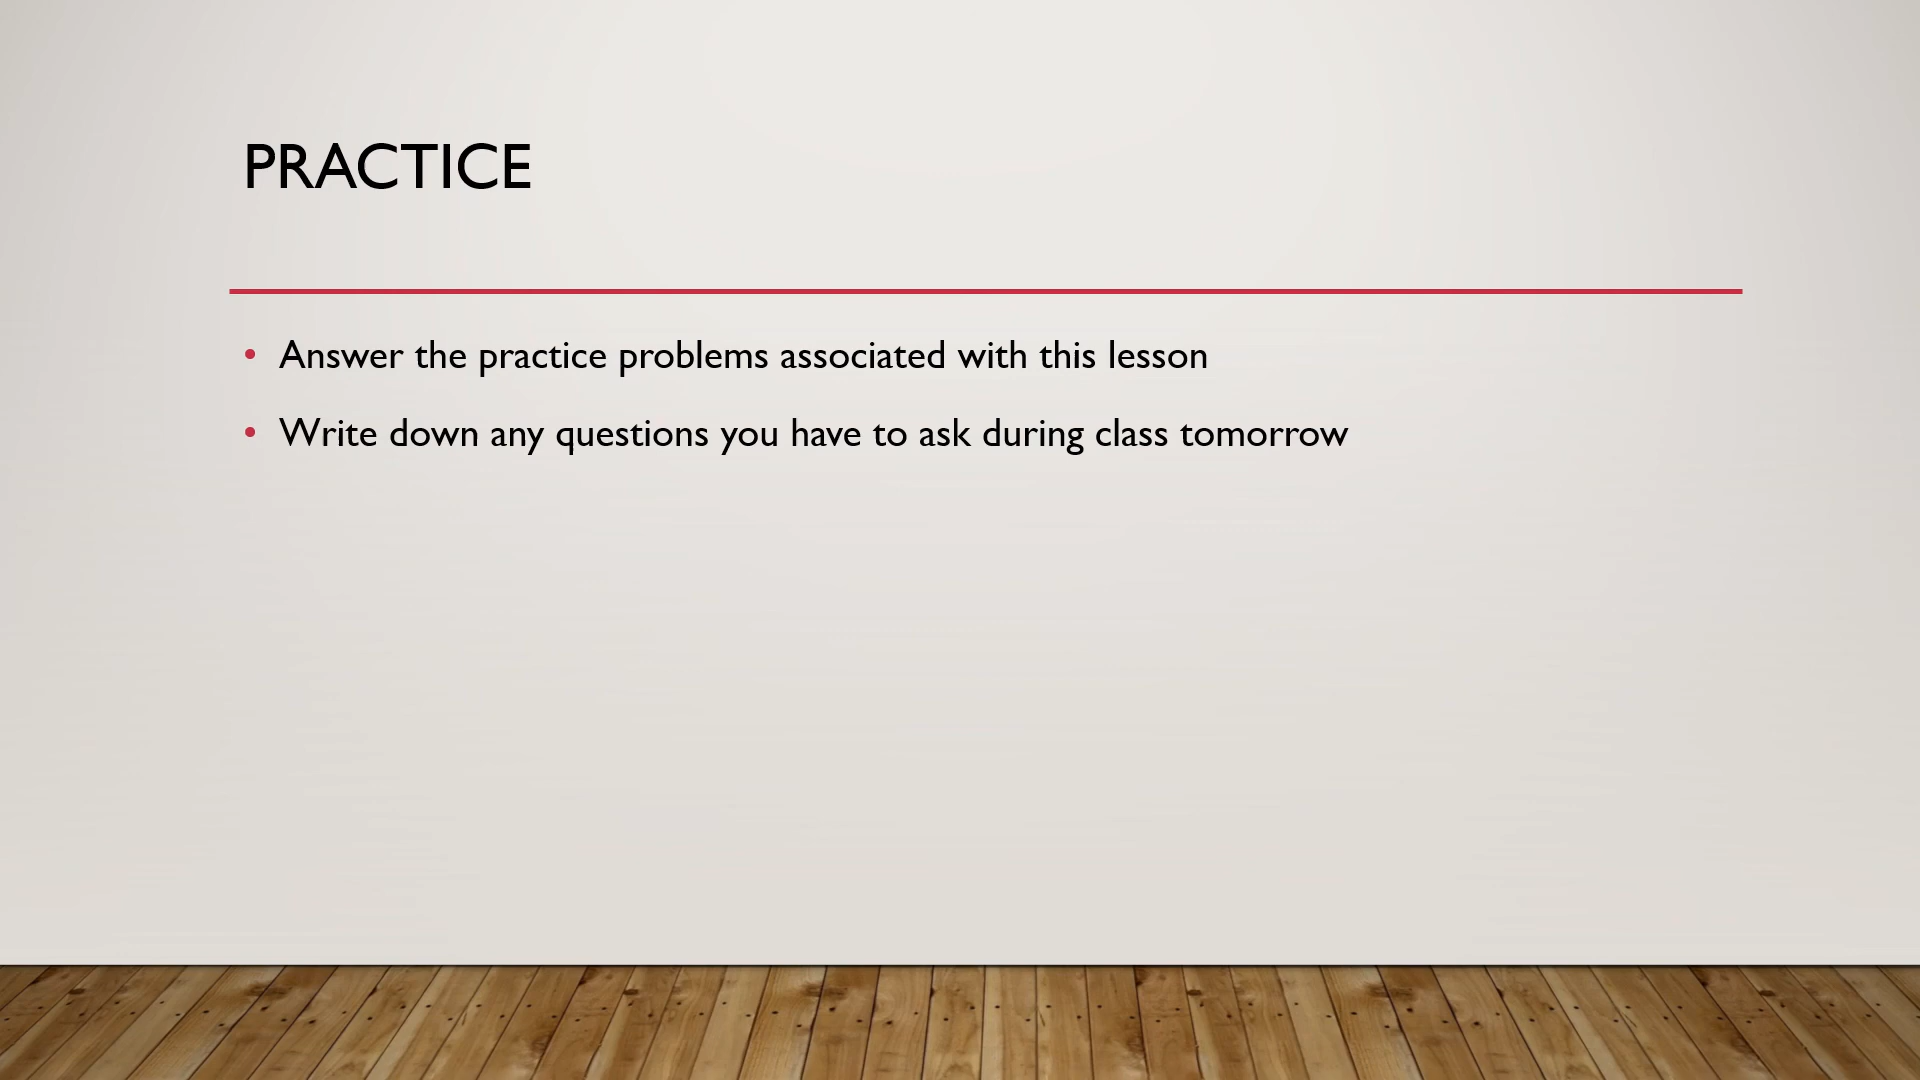 PRACTICE
• Answer the practice problems associated with this lesson
• Write down any questions you have to ask during class tomorrow